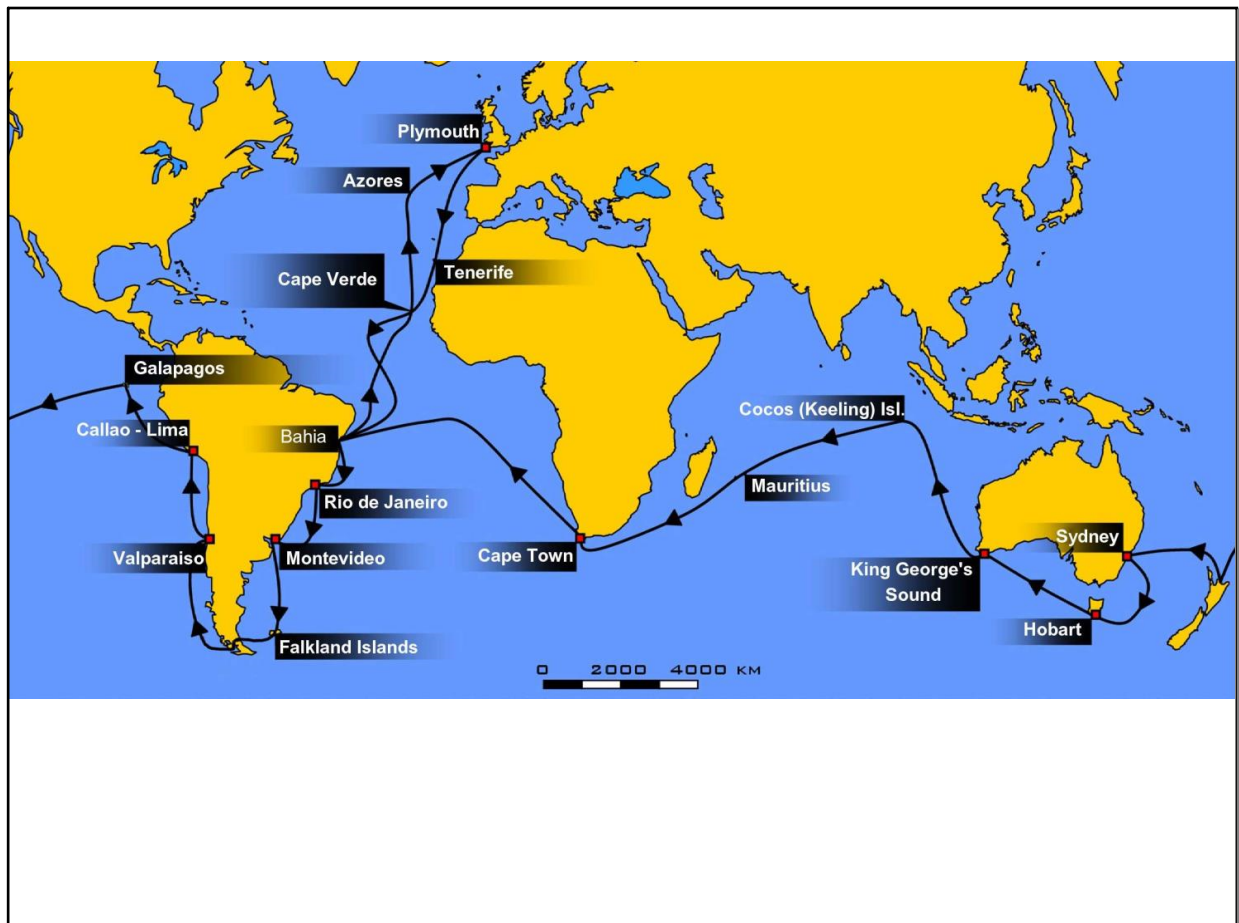 Plymouth
Azores
Cape Verde
Tenerife
Galapagos
Callao - Lima
Bahia
Cocos (Keeling) Isl.
Mauritius
Rio de Janeiro
Valparaiso
Montevideo
Cape Town
Sydney
King George's
Sound
Hobart
Falkland Islands
0 2000 4000 KM